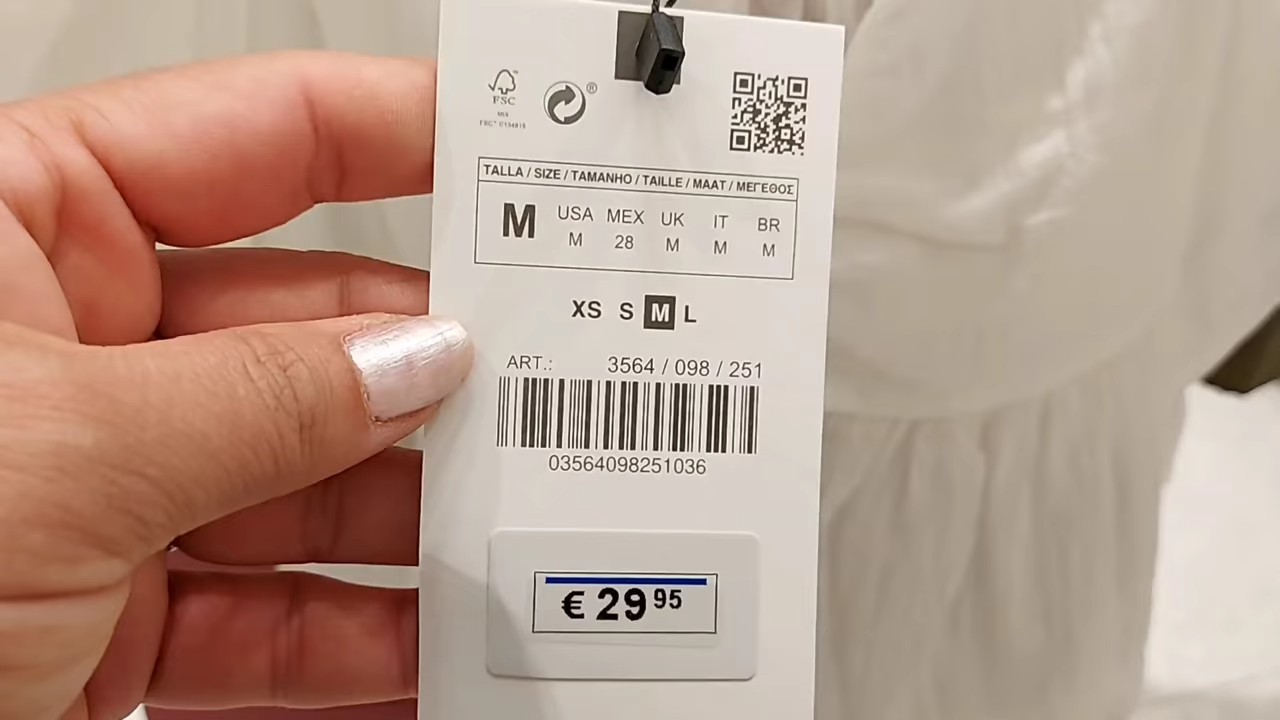 FSC
®
TALLA / SIZE / TAMANHO / TAILLE / MAAT / ΜΕΓΕΘΟΣ
M USA MEX UK IT BR
M 28 M M M
XS S M L
ART.: 3564 / 098 / 251
03564098251036
€ 29 95